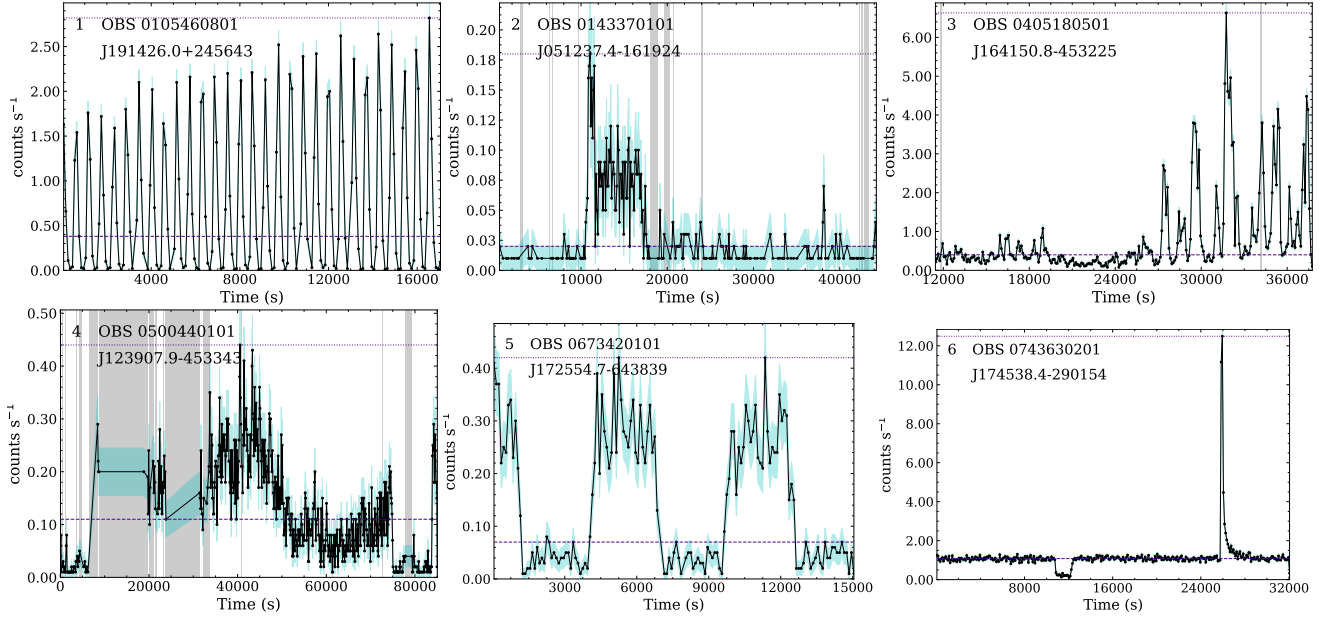 1 OBS 0105460801
J191426.0+245643
counts s⁻¹
2.50
2.00
1.50
1.00
0.50
0.00
4000 8000 12000 16000
Time (s)
2 OBS 0143370101
J051237.4-161924
counts s⁻¹
0.20
0.18
0.15
0.12
0.10
0.08
0.05
0.03
0.00
10000 20000 30000 40000
Time (s)
3 OBS 0405180501
J164150.8-453225
counts s⁻¹
6.00
5.00
4.00
3.00
2.00
1.00
0.00
12000 16000 20000 24000 28000 32000 36000
Time (s)
4 OBS 0500440101
J123907.9-453343
counts s⁻¹
0.50
0.40
0.30
0.20
0.10
0.00
0 20000 40000 60000 80000
Time (s)
5 OBS 0673420101
J172554.7-643839
counts s⁻¹
0.40
0.30
0.20
0.10
0.00
3000 6000 9000 12000 15000
Time (s)
6 OBS 0743630201
J174538.4-290154
counts s⁻¹
12.00
10.00
8.00
6.00
4.00
2.00
0.00
8000 16000 24000 32000
Time (s)